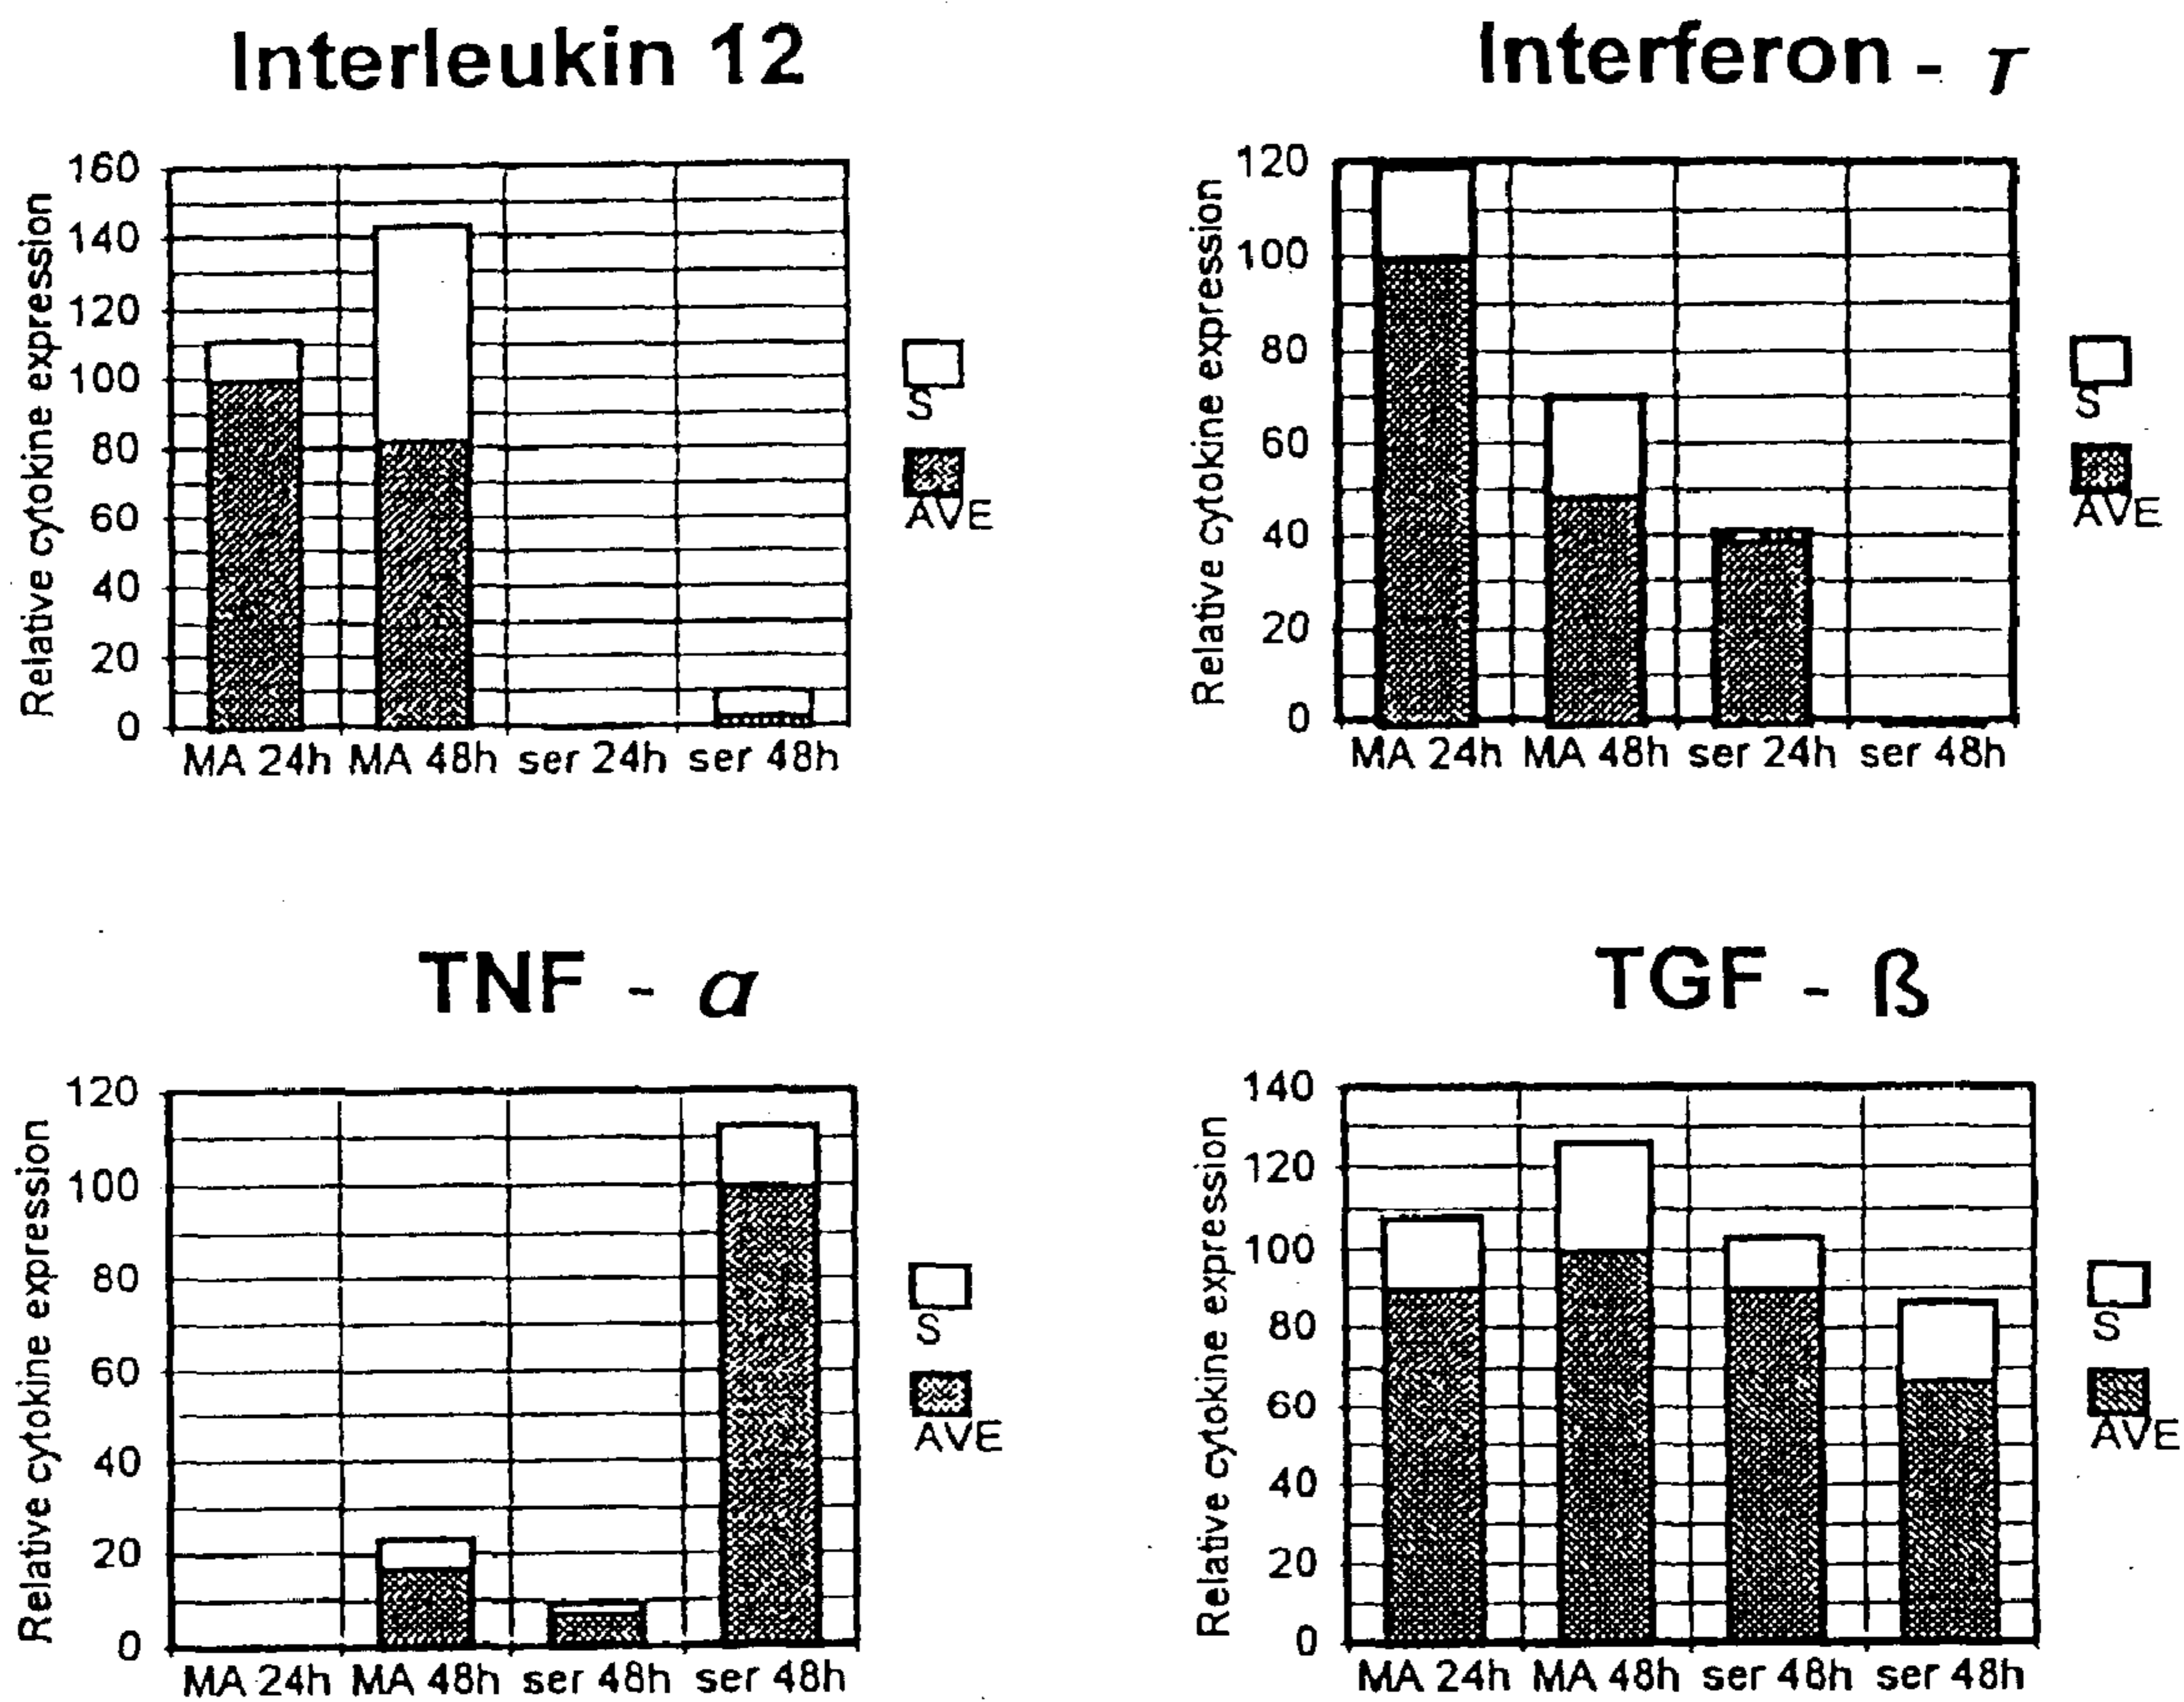 Interleukin 12
Relative cytokine expression
160
140
120
100
80
60
40
20
0
MA 24h MA 48h ser 24h ser 48h
S
AVE
Interferon - γ
Relative cytokine expression
120
100
80
60
40
20
0
MA 24h MA 48h ser 24h ser 48h
S
AVE
TNF - α
Relative cytokine expression
120
100
80
60
40
20
0
MA 24h MA 48h ser 48h ser 48h
S
AVE
TGF - ß
Relative cytokine expression
140
120
100
80
60
40
20
0
MA 24h MA 48h ser 48h ser 48h
S
AVE